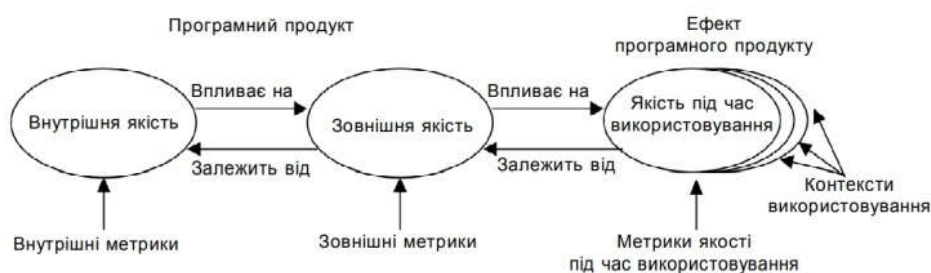 Програмний продукт
Ефект
програмного продукту
Впливає на
Впливає на
Внутрішня якість
Зовнішня якість
Якість під час
використовування
Залежить від
Залежить від
Контексти
використовування
Внутрішні метрики
Зовнішні метрики
Метрики якості
під час використовування